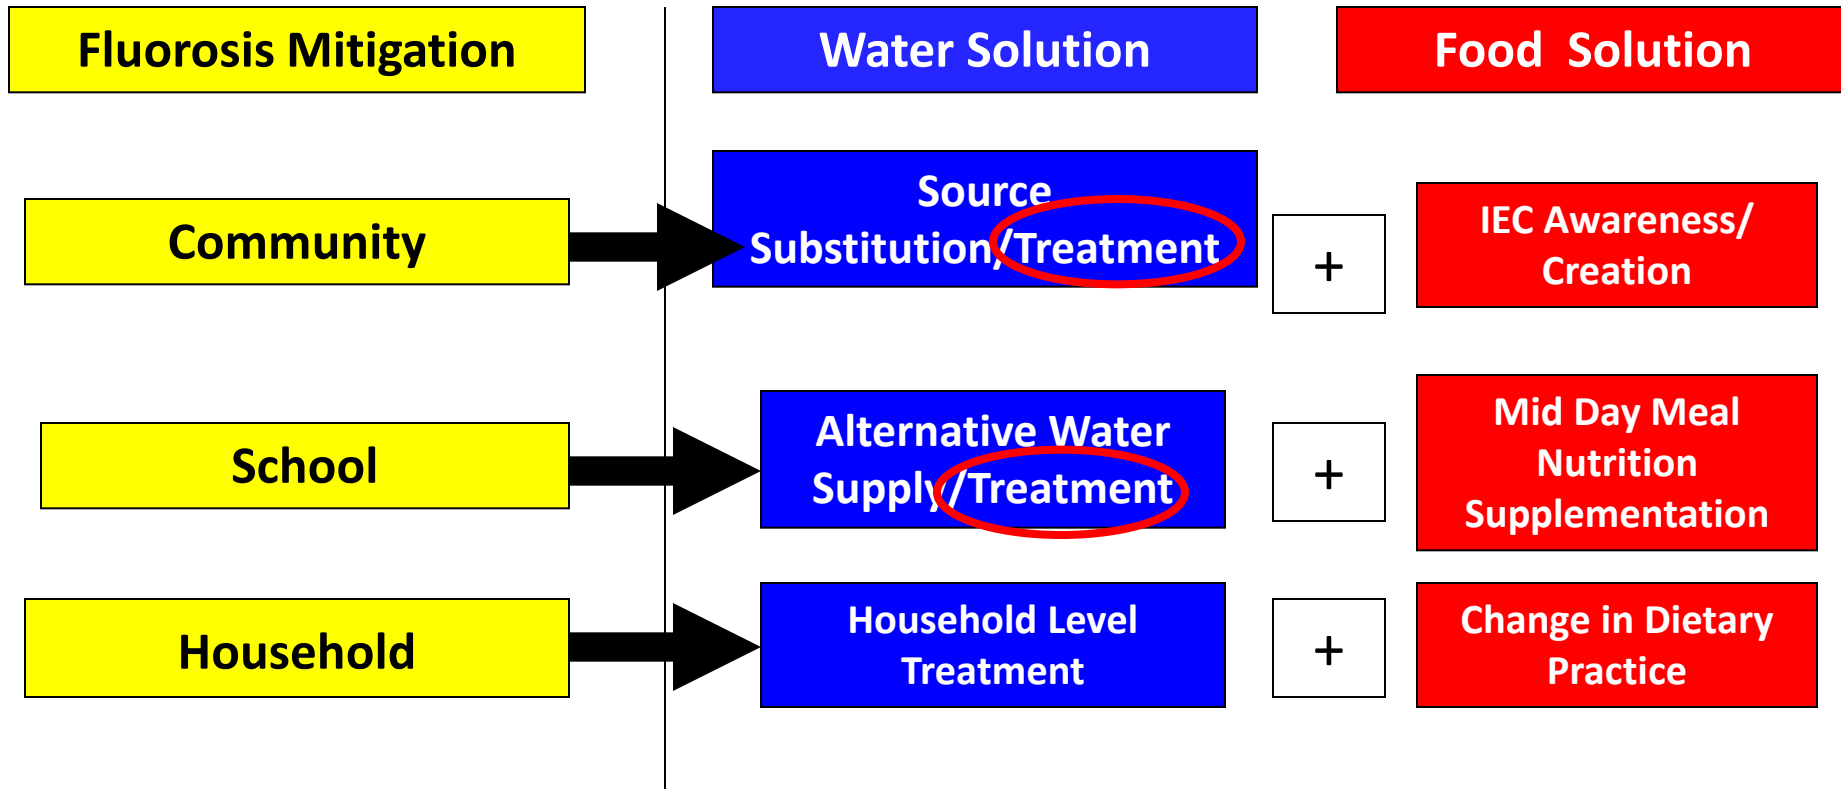 Fluorosis Mitigation
Water Solution
Food Solution
Community
Source
Substitution/Treatment
+
IEC Awareness/
Creation
School
Alternative Water
Supply/Treatment
+
Mid Day Meal
Nutrition
Supplementation
Household
Household Level
Treatment
+
Change in Dietary
Practice